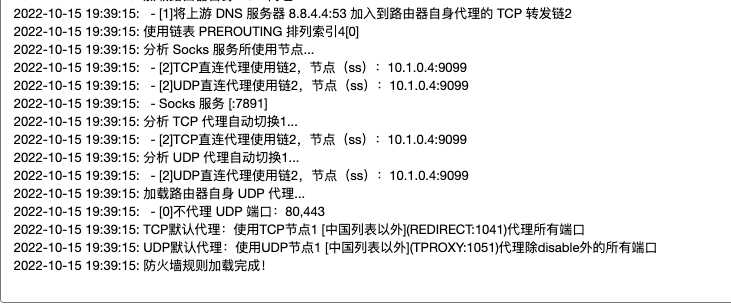 2022-10-15 19:39:15: - [1]将上游 DNS 服务器 8.8.4.4:53 加入到路由器自身代理的 TCP 转发链2
2022-10-15 19:39:15: 使用链表 PREROUTING 排列索引4[0]
2022-10-15 19:39:15: 分析 Socks 服务所使用节点...
2022-10-15 19:39:15: - [2]TCP直连代理使用链2，节点（ss）：10.1.0.4:9099
2022-10-15 19:39:15: - [2]UDP直连代理使用链2，节点（ss）：10.1.0.4:9099
2022-10-15 19:39:15: - Socks 服务 [:7891]
2022-10-15 19:39:15: 分析 TCP 代理自动切换1...
2022-10-15 19:39:15: - [2]TCP直连代理使用链2，节点（ss）：10.1.0.4:9099
2022-10-15 19:39:15: 分析 UDP 代理自动切换1...
2022-10-15 19:39:15: - [2]UDP直连代理使用链2，节点（ss）：10.1.0.4:9099
2022-10-15 19:39:15: 加载路由器自身 UDP 代理...
2022-10-15 19:39:15: - [0]不代理 UDP 端口：80,443
2022-10-15 19:39:15: TCP默认代理：使用TCP节点1 [中国列表以外](REDIRECT:1041)代理所有端口
2022-10-15 19:39:15: UDP默认代理：使用UDP节点1 [中国列表以外](TPROXY:1051)代理除disable外的所有端口
2022-10-15 19:39:15: 防火墙规则加载完成！